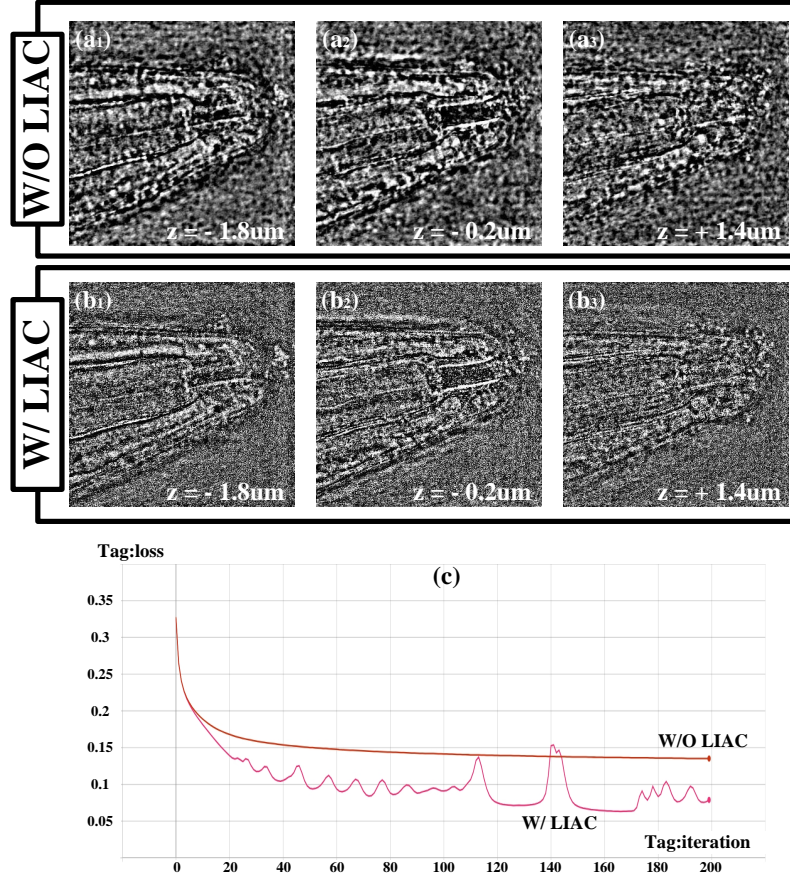 W/O LIAC
(a1)
(a2)
(a3)
z = - 1.8um
z = - 0.2um
z = + 1.4um
W/ LIAC
(b1)
(b2)
(b3)
z = - 1.8um
z = - 0.2um
z = + 1.4um
Tag:loss
(c)
0.35
0.3
0.25
0.2
0.15
0.1
0.05
W/O LIAC
W/ LIAC
Tag:iteration
0 20 40 60 80 100 120 140 160 180 200